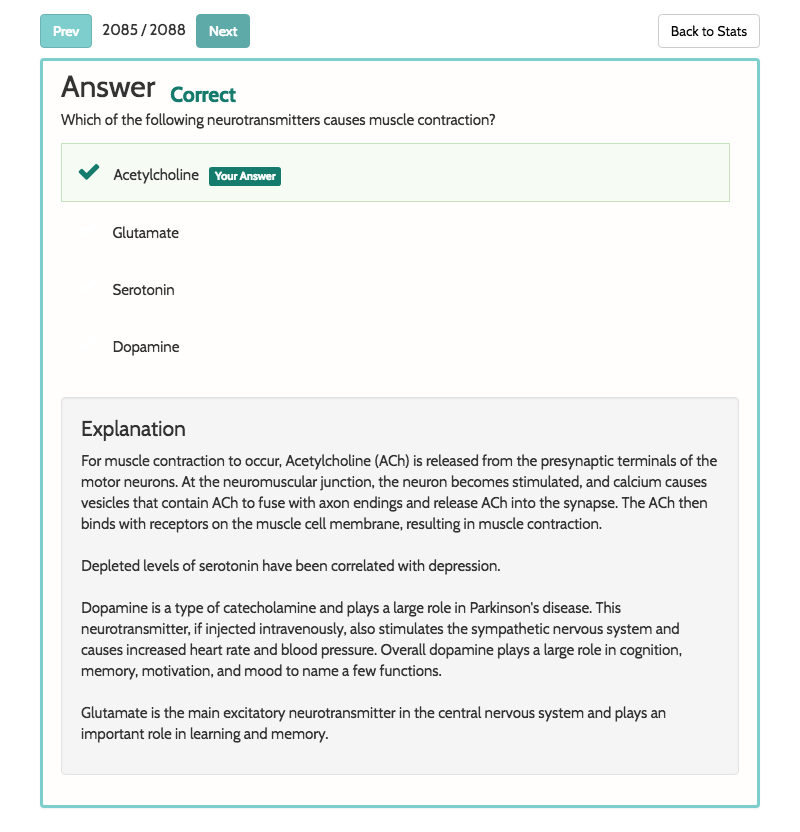 Prev 2085 / 2088 Next Back to Stats
Answer Correct
Which of the following neurotransmitters causes muscle contraction?
Acetylcholine Your Answer
Glutamate
Serotonin
Dopamine
Explanation
For muscle contraction to occur, Acetylcholine (ACh) is released from the presynaptic terminals of the
motor neurons. At the neuromuscular junction, the neuron becomes stimulated, and calcium causes
vesicles that contain ACh to fuse with axon endings and release ACh into the synapse. The ACh then
binds with receptors on the muscle cell membrane, resulting in muscle contraction.
Depleted levels of serotonin have been correlated with depression.
Dopamine is a type of catecholamine and plays a large role in Parkinson's disease. This
neurotransmitter, if injected intravenously, also stimulates the sympathetic nervous system and
causes increased heart rate and blood pressure. Overall dopamine plays a large role in cognition,
memory, motivation, and mood to name a few functions.
Glutamate is the main excitatory neurotransmitter in the central nervous system and plays an
important role in learning and memory.